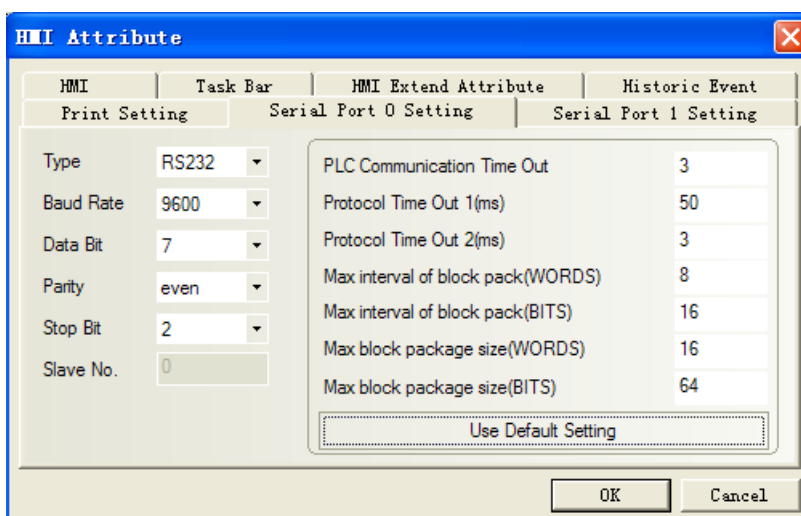 HMI Attribute
HMI Task Bar HMI Extend Attribute Historic Event
Print Setting Serial Port 0 Setting Serial Port 1 Setting
Type RS232
Baud Rate 9600
Data Bit 7
Parity even
Stop Bit 2
Slave No. 0
PLC Communication Time Out 3
Protocol Time Out 1(ms) 50
Protocol Time Out 2(ms) 3
Max interval of block pack(WORDS) 8
Max interval of block pack(BITS) 16
Max block package size(WORDS) 16
Max block package size(BITS) 64
Use Default Setting
OK Cancel